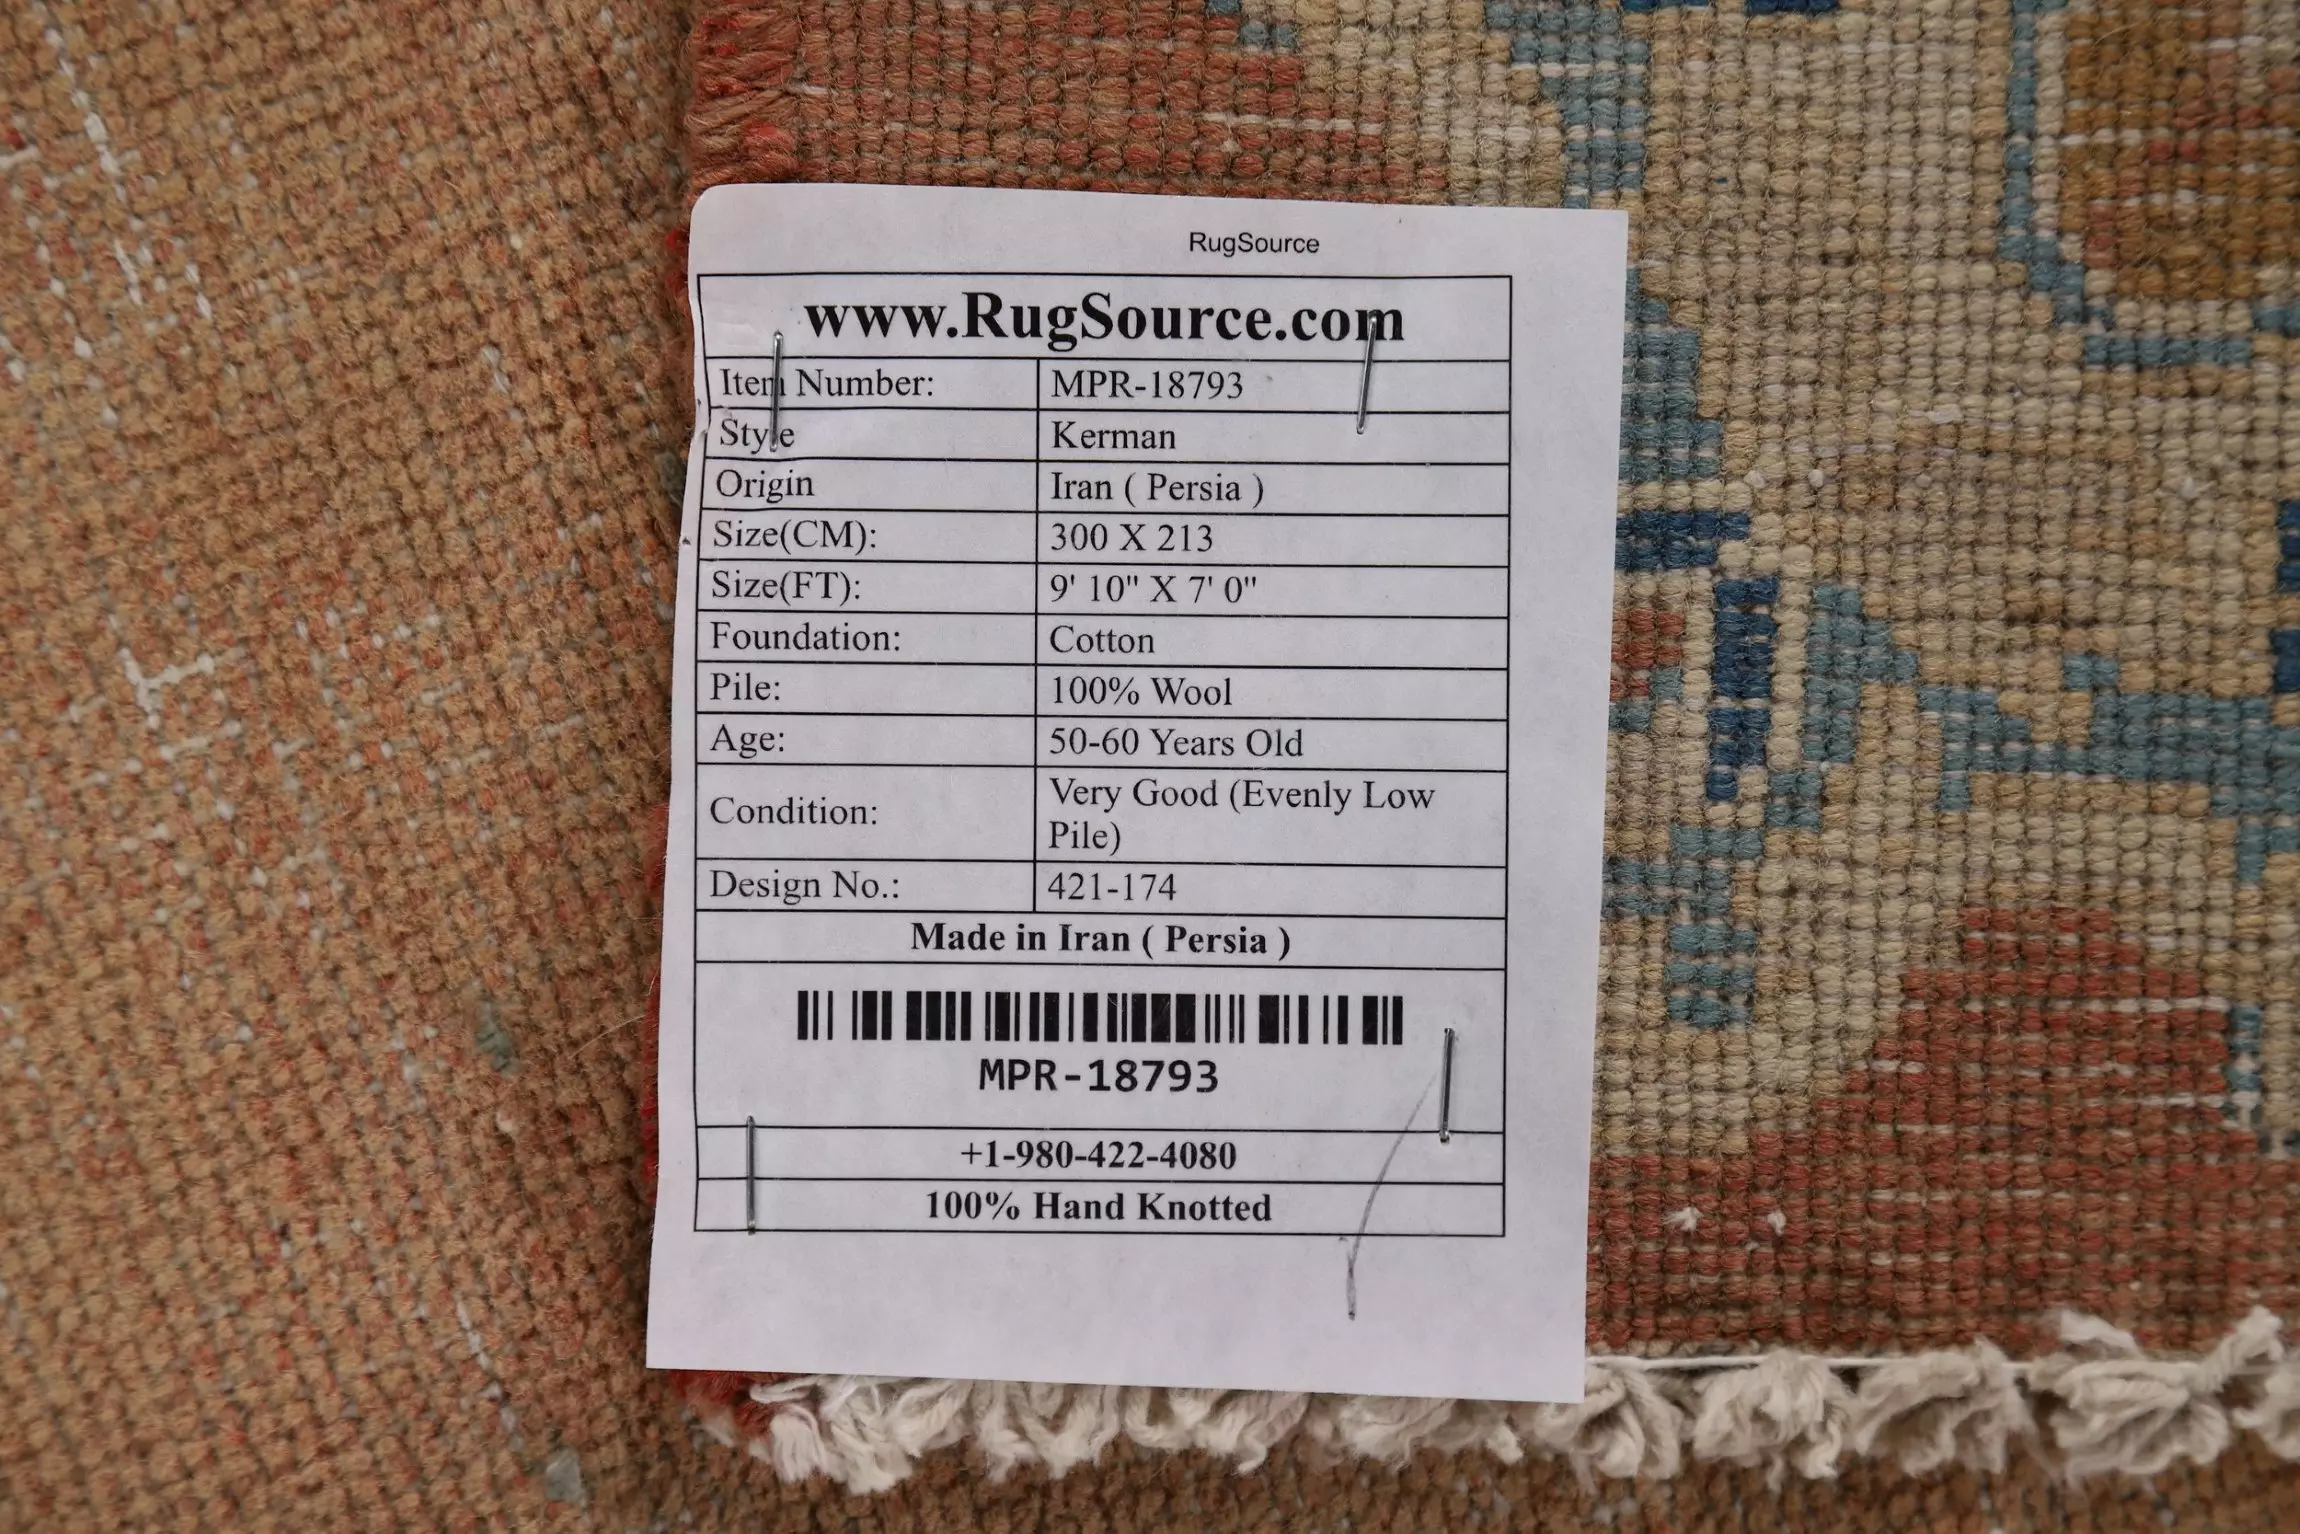 RugSource
www.RugSource.com
Item Number: MPR-18793
Style Kerman
Origin Iran ( Persia )
Size(CM): 300 X 213
Size(FT): 9' 10" X 7' 0"
Foundation: Cotton
Pile: 100% Wool
Age: 50-60 Years Old
Condition: Very Good (Evenly Low
Pile)
Design No.: 421-174
Made in Iran ( Persia )
MPR-18793
+1-980-422-4080
100% Hand Knotted